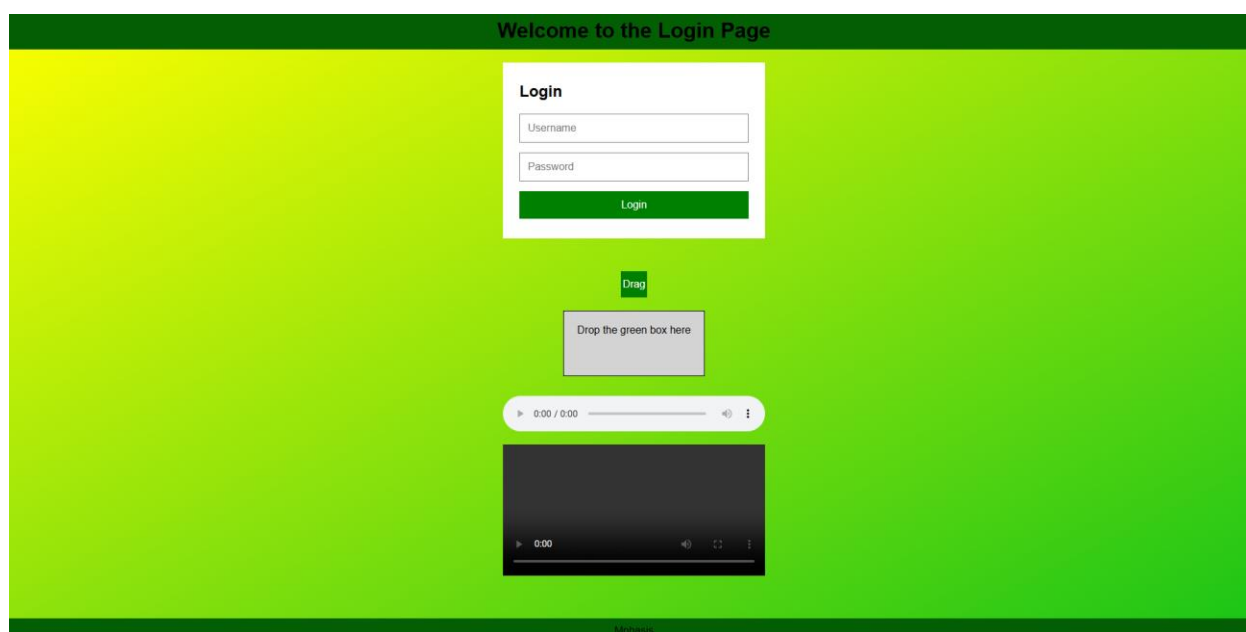 Welcome to the Login Page
Login
Username
Password
Login
Drag
Drop the green box here
0:00 / 0:00
0:00